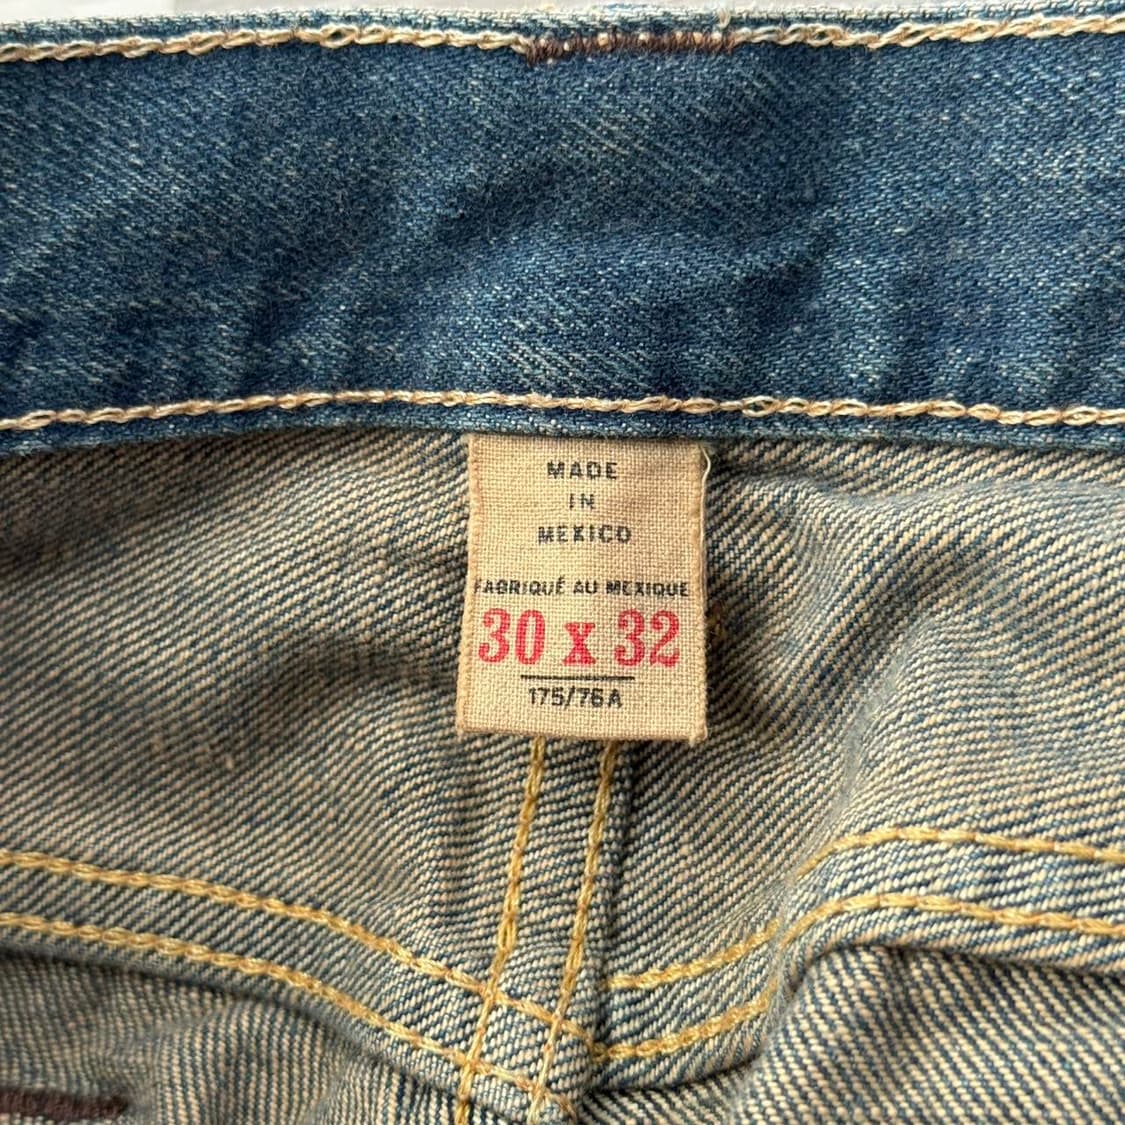 MADE
IN
MEXICO
FABRIQUÉ AU MEXIQUE
30 x 32
175/76A